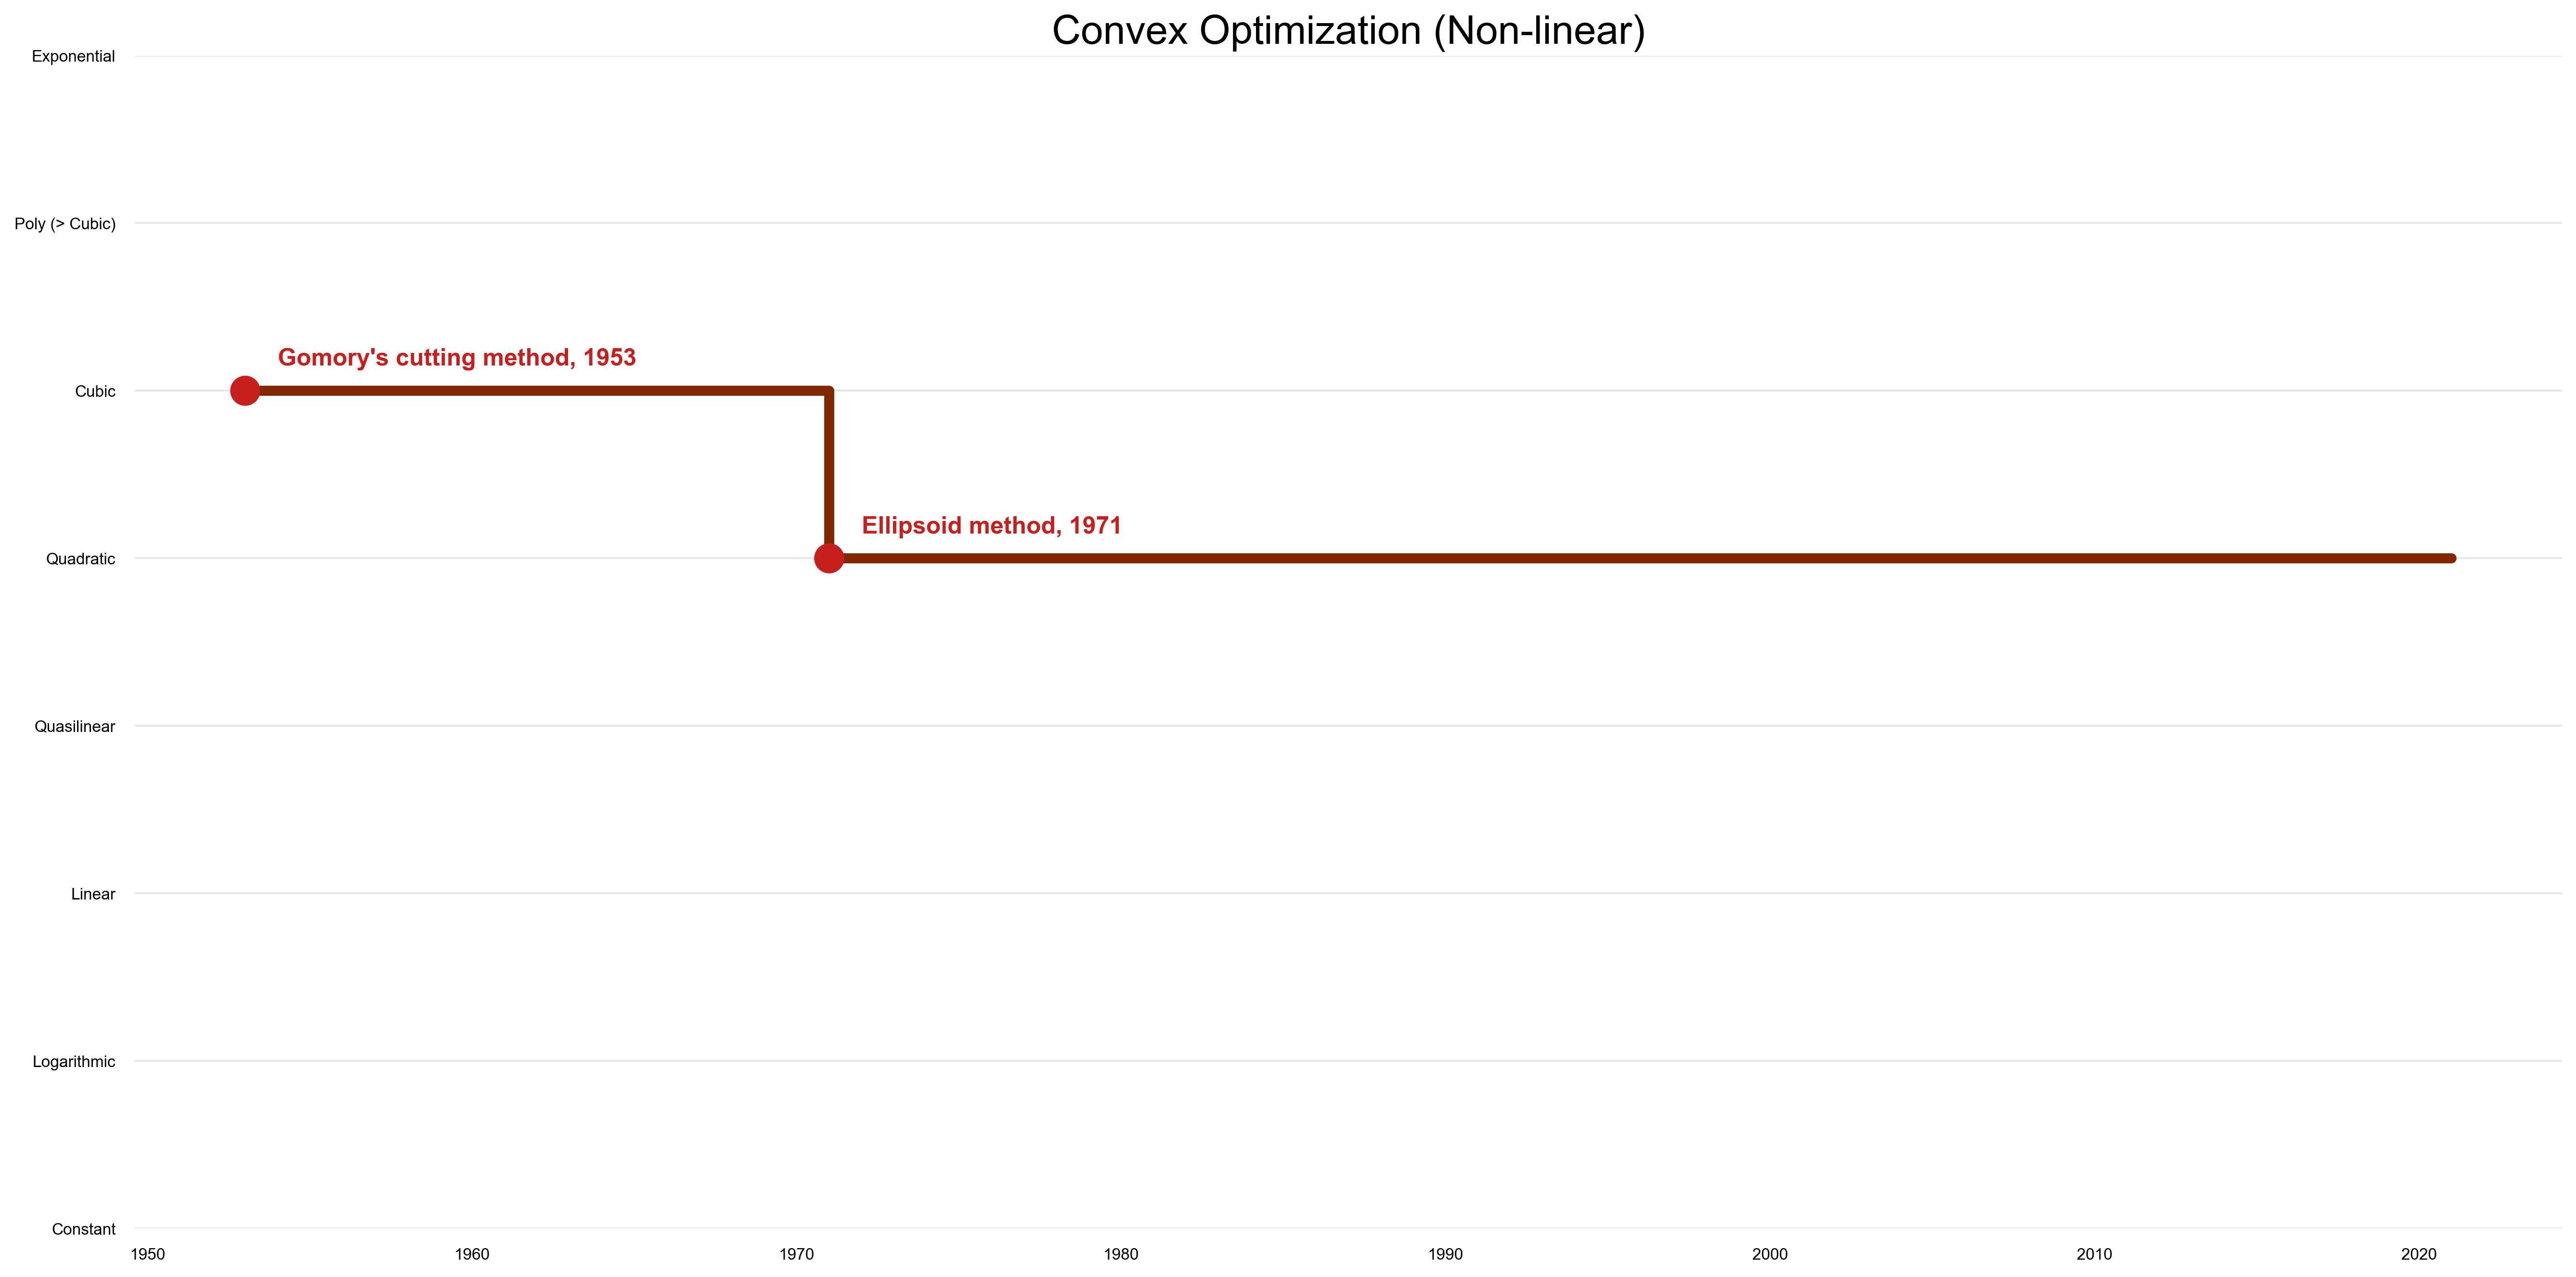 Convex Optimization (Non-linear)
Exponential
Poly (> Cubic)
Gomory's cutting method, 1953
Cubic
Ellipsoid method, 1971
Quadratic
Quasilinear
Linear
Logarithmic
Constant
1950 1960 1970 1980 1990 2000 2010 2020